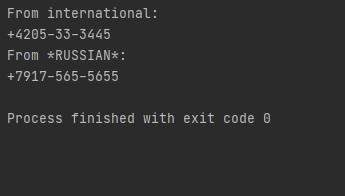 From international:
+4205-33-3445
From *RUSSIAN*:
+7917-565-5655
Process finished with exit code 0